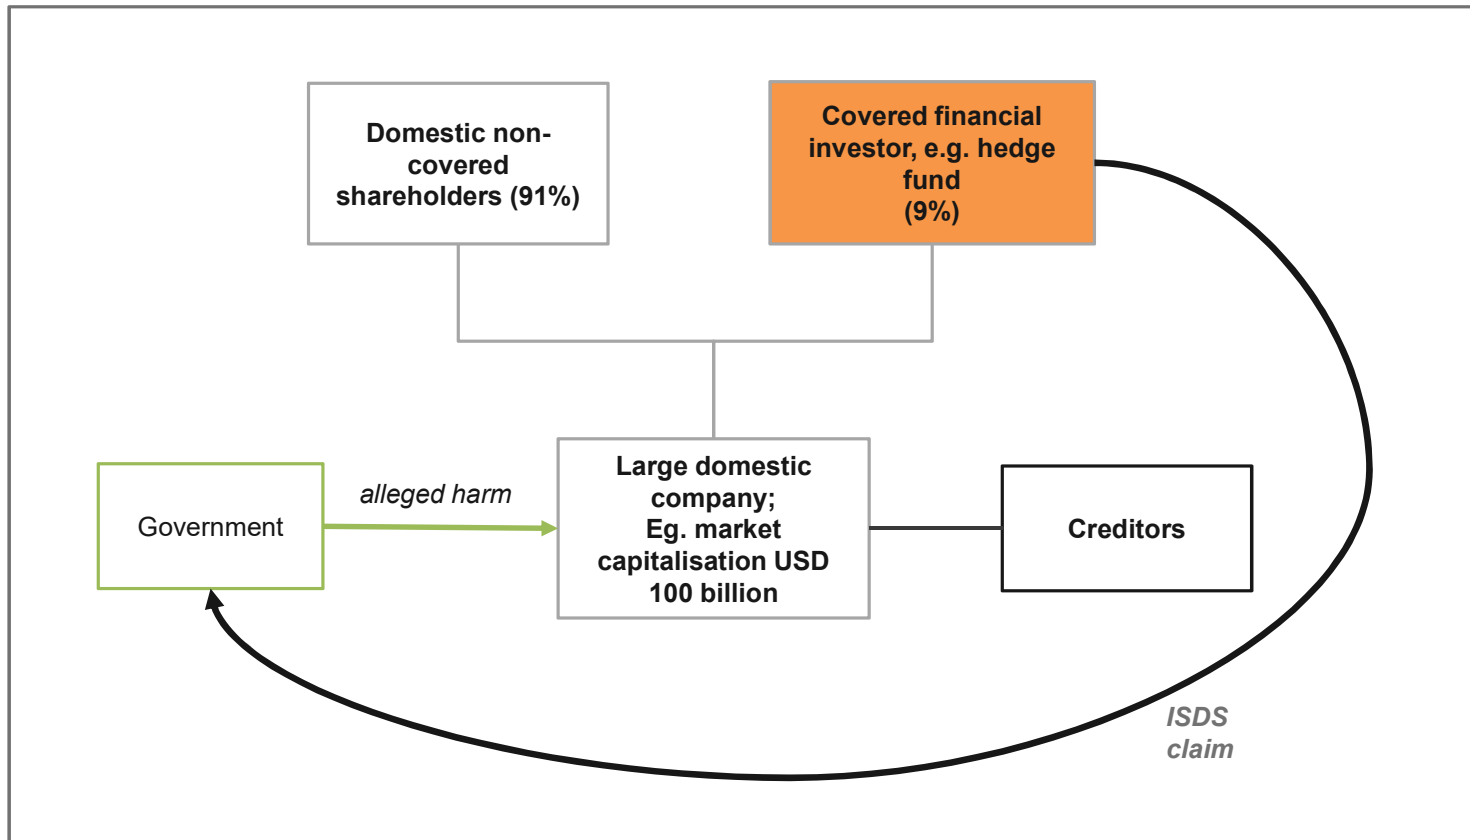 Domestic non-
covered
shareholders (91%)
Covered financial
investor, e.g. hedge
fund
(9%)
Government
alleged harm
Large domestic
company;
Eg. market
capitalisation USD
100 billion
Creditors
ISDS
claim